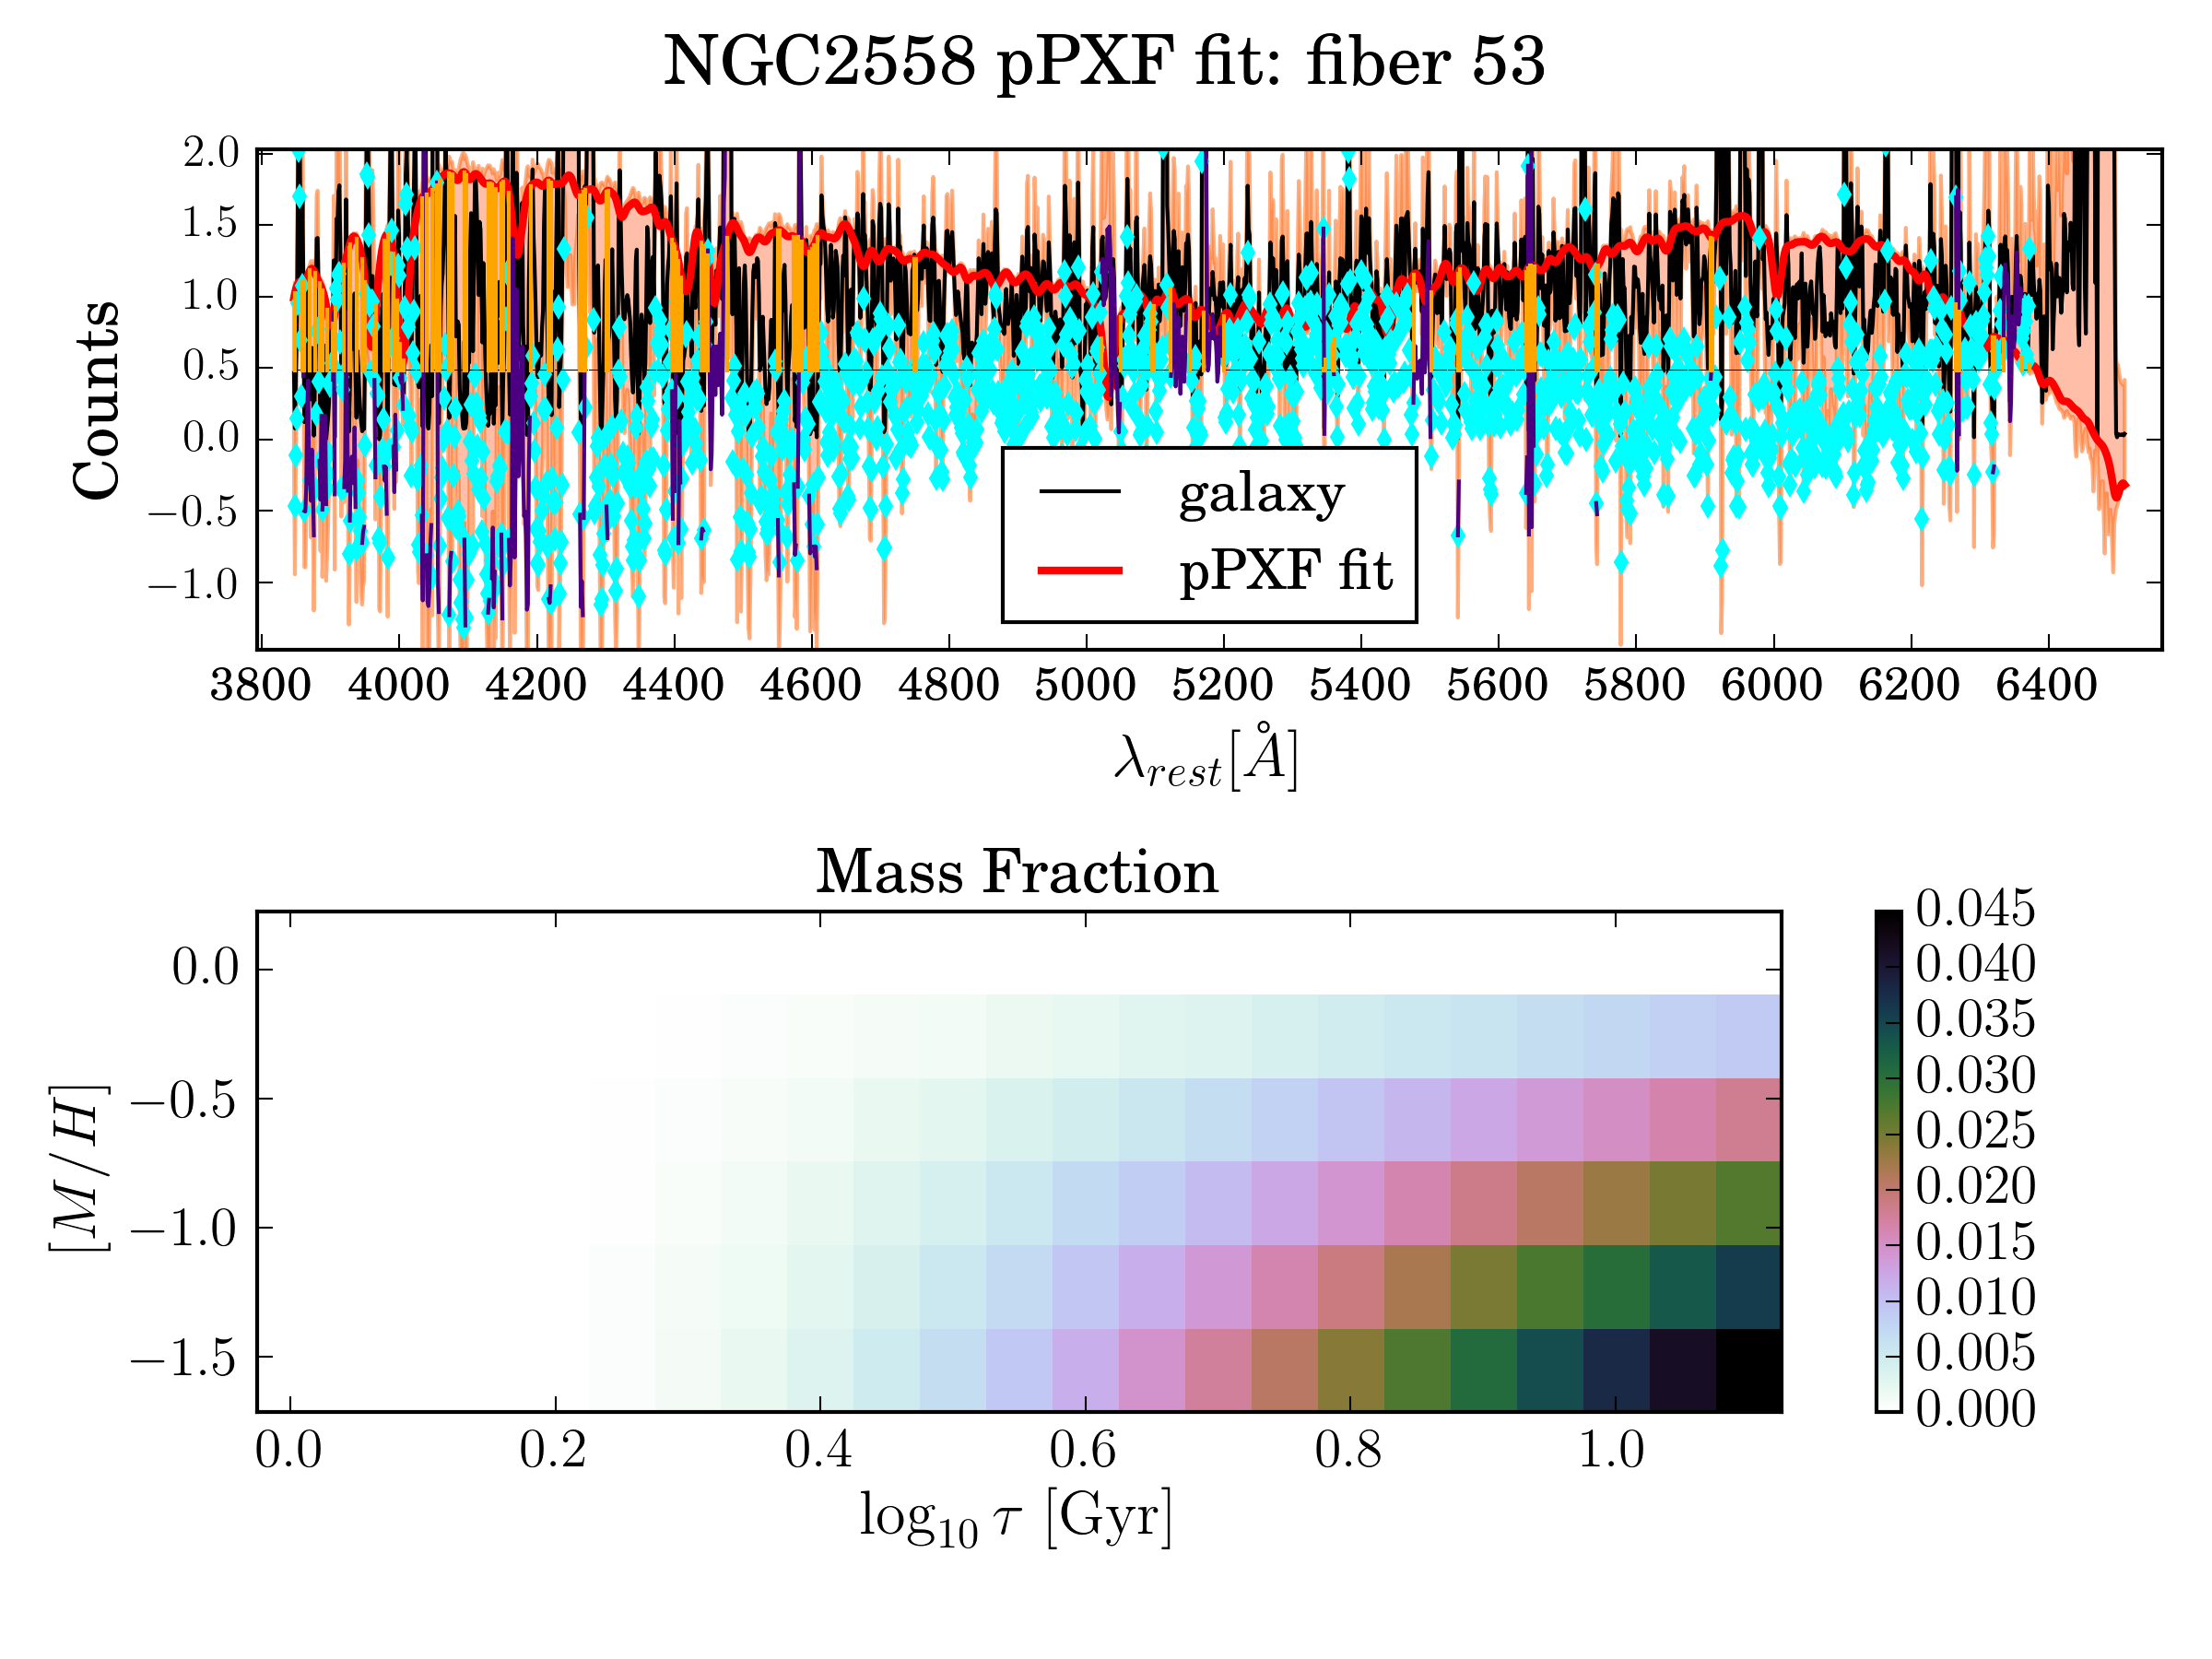 NGC2558 pPXF fit: fiber 53
2.0
1.5
1.0
0.5
0.0
−0.5
−1.0
Counts
galaxy
pPXF fit
3800 4000 4200 4400 4600 4800 5000 5200 5400 5600 5800 6000 6200 6400
λrest[Å]
Mass Fraction
0.0
−0.5
−1.0
−1.5
[M/H]
0.0 0.2 0.4 0.6 0.8 1.0
log10 τ [Gyr]
0.045
0.040
0.035
0.030
0.025
0.020
0.015
0.010
0.005
0.000